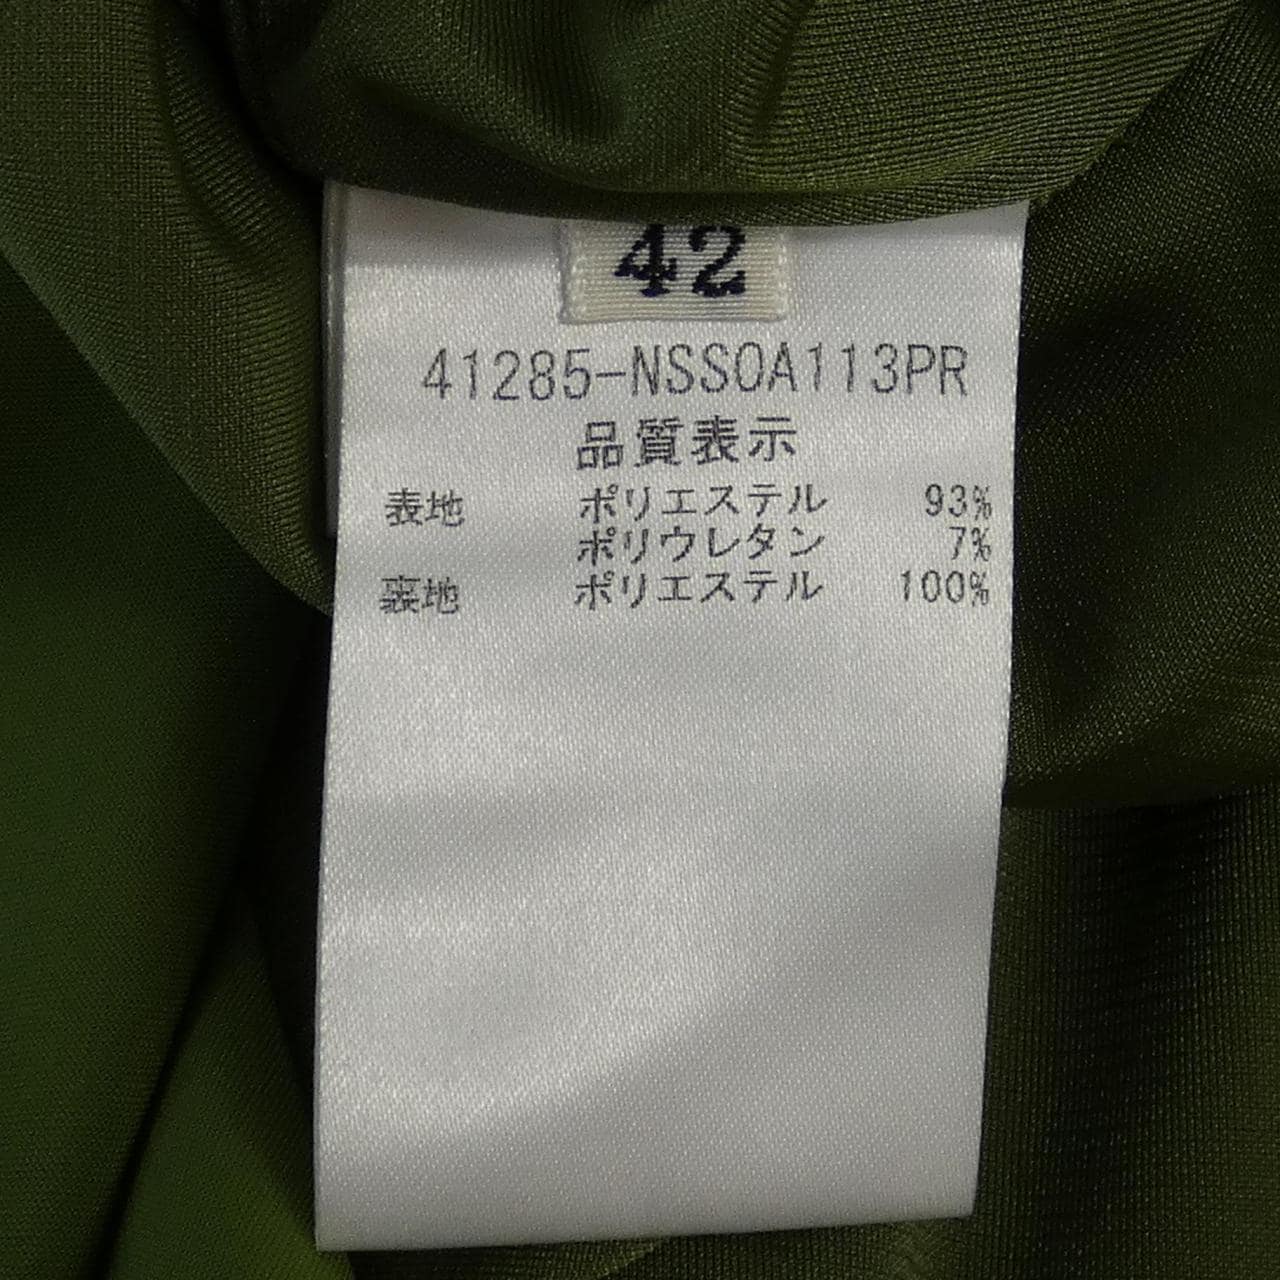 42
41285-NSSOA113PR
品質表示
表地 ポリエステル 93%
ポリウレタン 7%
裏地 ポリエステル 100%